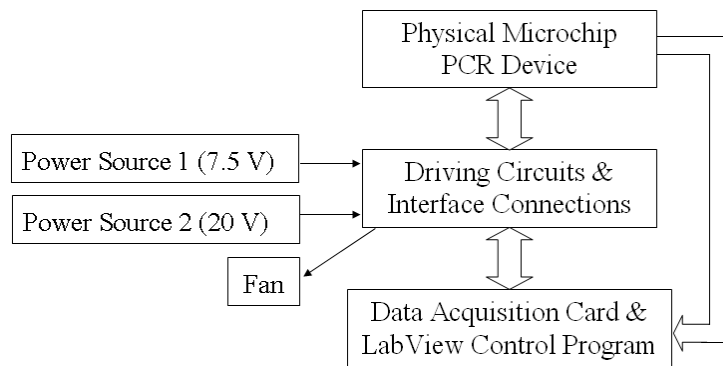 Physical Microchip
PCR Device
Power Source 1 (7.5 V)
Driving Circuits &
Interface Connections
Power Source 2 (20 V)
Fan
Data Acquisition Card &
LabView Control Program